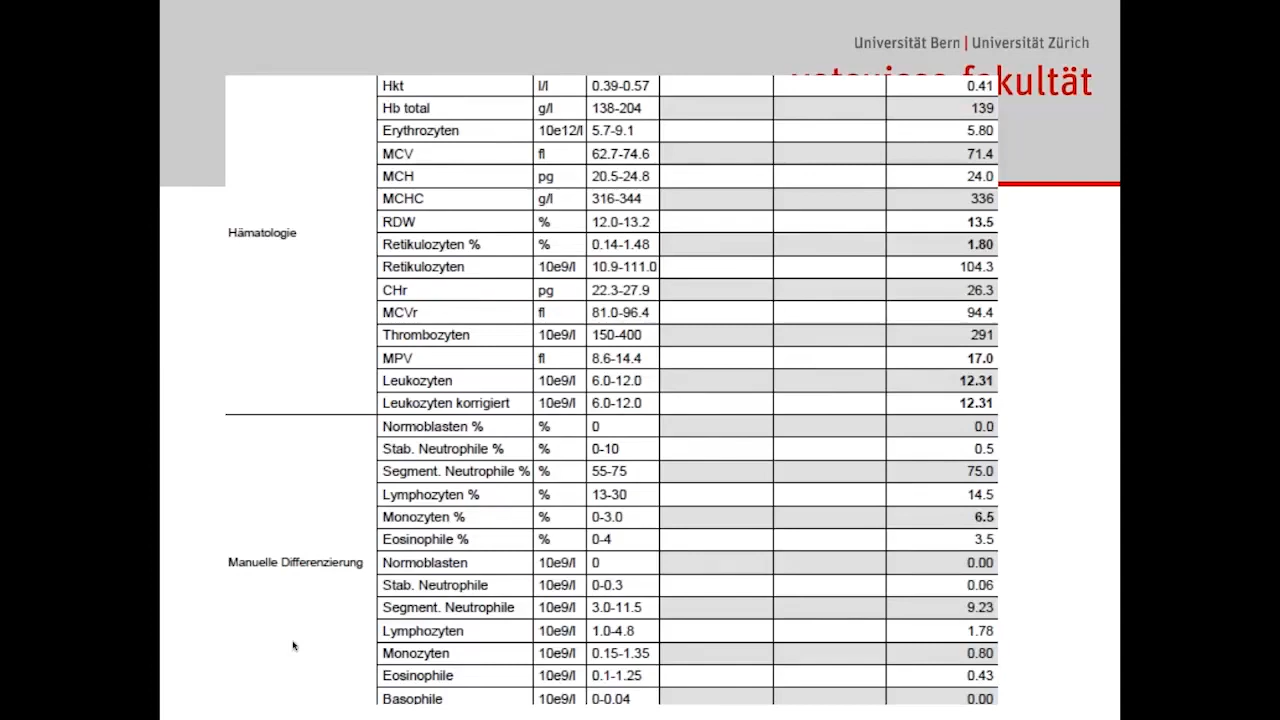 Universität Bern | Universität Zürich
vetsuisse-fakultät
Hkt l/l 0.39-0.57 0.41
Hb total g/l 138-204 139
Erythrozyten 10e12/l 5.7-9.1 5.80
MCV fl 62.7-74.6 71.4
MCH pg 20.5-24.8 24.0
MCHC g/l 316-344 336
RDW % 12.0-13.2 13.5
Hämatologie
Retikulozyten % % 0.14-1.48 1.80
Retikulozyten 10e9/l 10.9-111.0 104.3
CHr pg 22.3-27.9 26.3
MCVr fl 81.0-96.4 94.4
Thrombozyten 10e9/l 150-400 291
MPV fl 8.6-14.4 17.0
Leukozyten 10e9/l 6.0-12.0 12.31
Leukozyten korrigiert 10e9/l 6.0-12.0 12.31
Normoblasten % % 0 0.0
Stab. Neutrophile % % 0-10 0.5
Segment. Neutrophile % % 55-75 75.0
Lymphozyten % % 13-30 14.5
Monozyten % % 0-3.0 6.5
Eosinophile % % 0-4 3.5
Manuelle Differenzierung Normoblasten 10e9/l 0 0.00
Stab. Neutrophile 10e9/l 0-0.3 0.06
Segment. Neutrophile 10e9/l 3.0-11.5 9.23
Lymphozyten 10e9/l 1.0-4.8 1.78
Monozyten 10e9/l 0.15-1.35 0.80
Eosinophile 10e9/l 0.1-1.25 0.43
Basophile 10e9/l 0-0.04 0.00